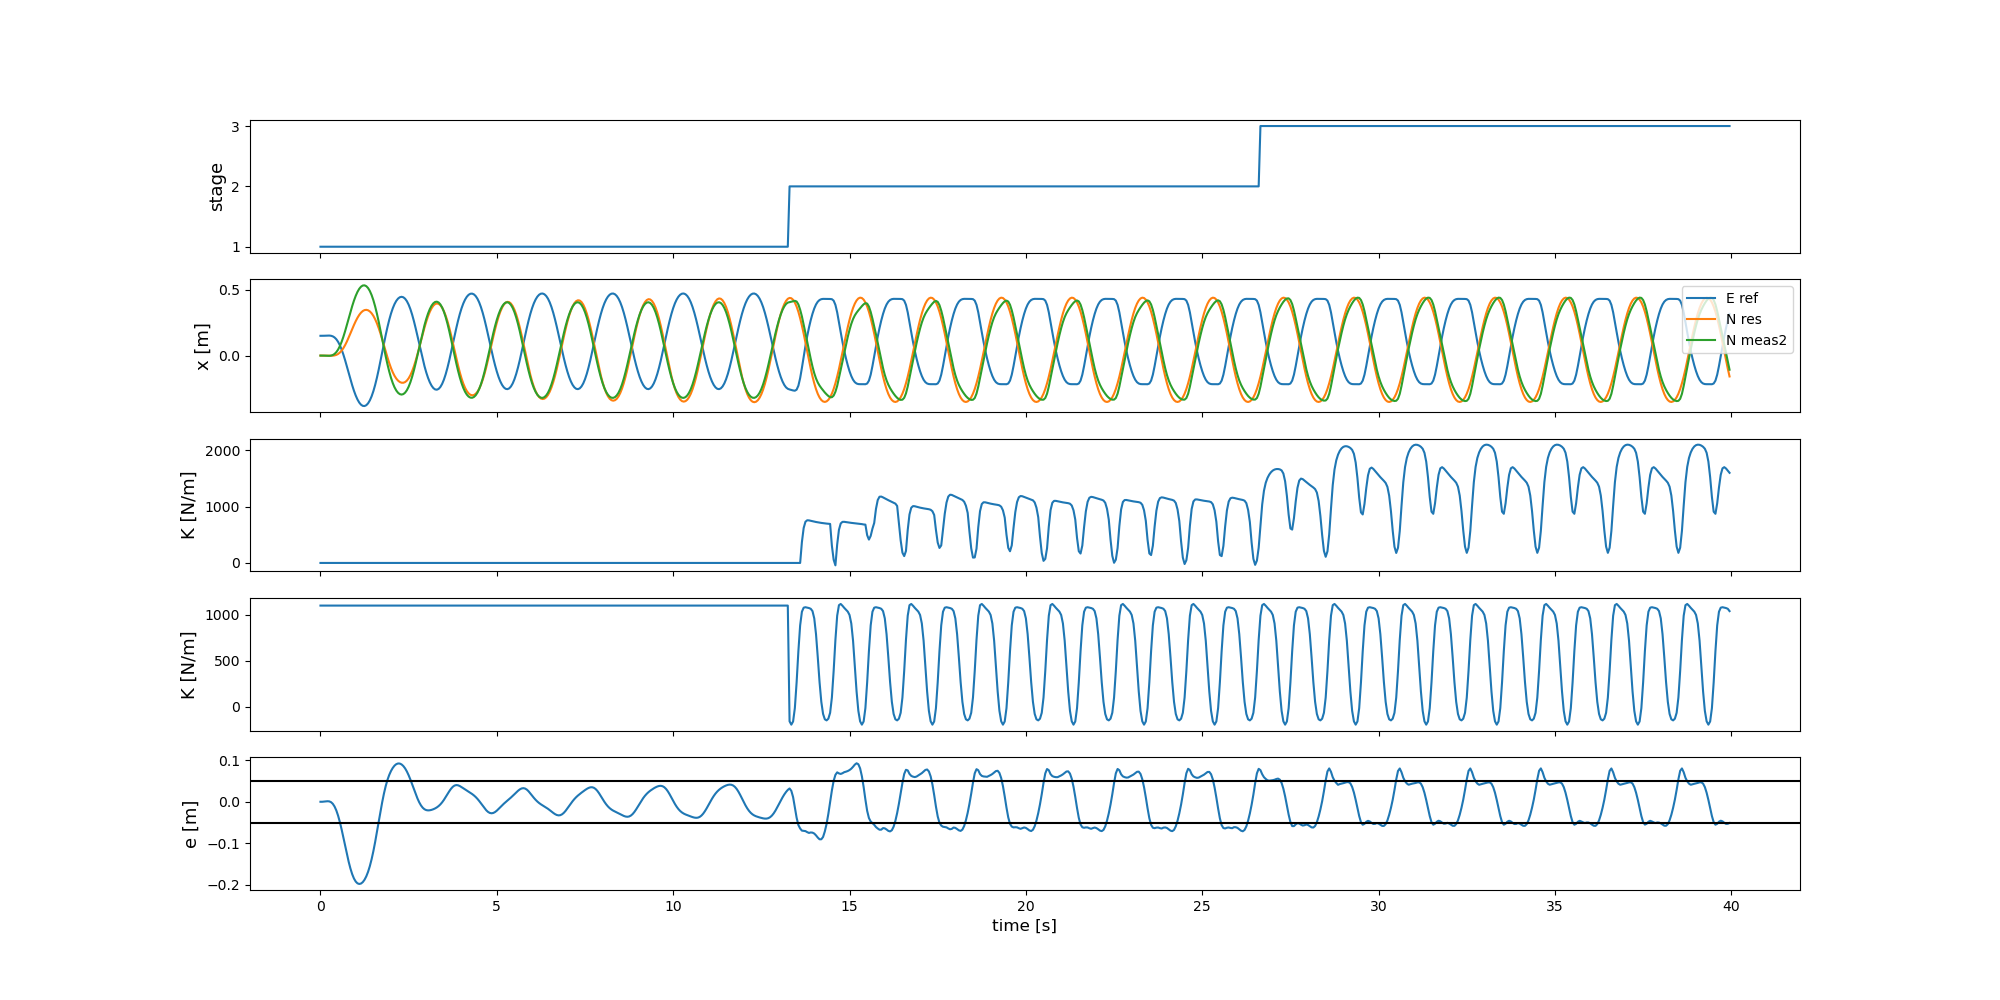 3
2
1
stage
0.5
0.0
x [m]
E ref
N res
N meas2
2000
1000
0
K [N/m]
1000
500
0
K [N/m]
0.1
0.0
−0.1
−0.2
e [m]
0 5 10 15 20 25 30 35 40
time [s]